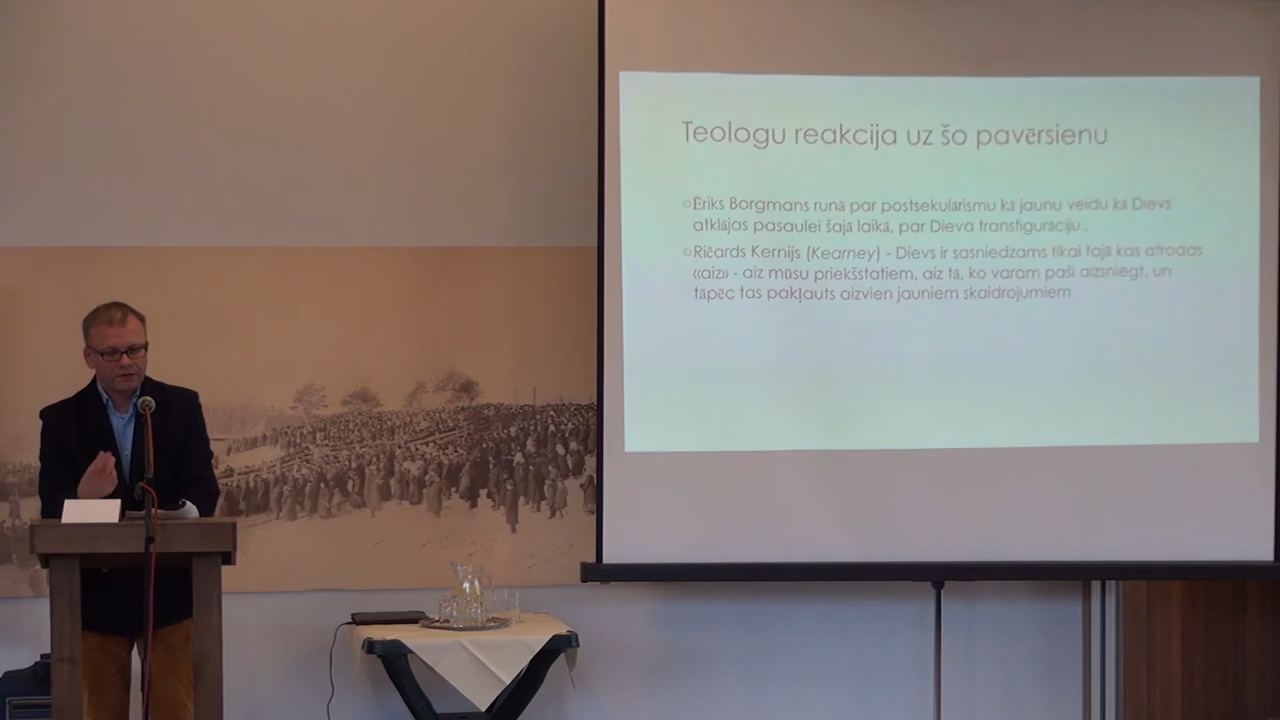 Teologu reakcija uz šo pavērsienu
Ēriks Borgmans runā par postsekulārismu kā jaunu veidu kā Dievs
atklājas pasaulei šajā laikā, par Dieva transfigurāciju..
Ričards Kernijs (Kearney) - Dievs ir sasniedzams tikai tajā kas atrodas
«aiz» - aiz mūsu priekšstatiem, aiz tā, ko varam paši aizsniegt, un
tāpēc tas pakļauts aizvien jauniem skaidrojumiem.